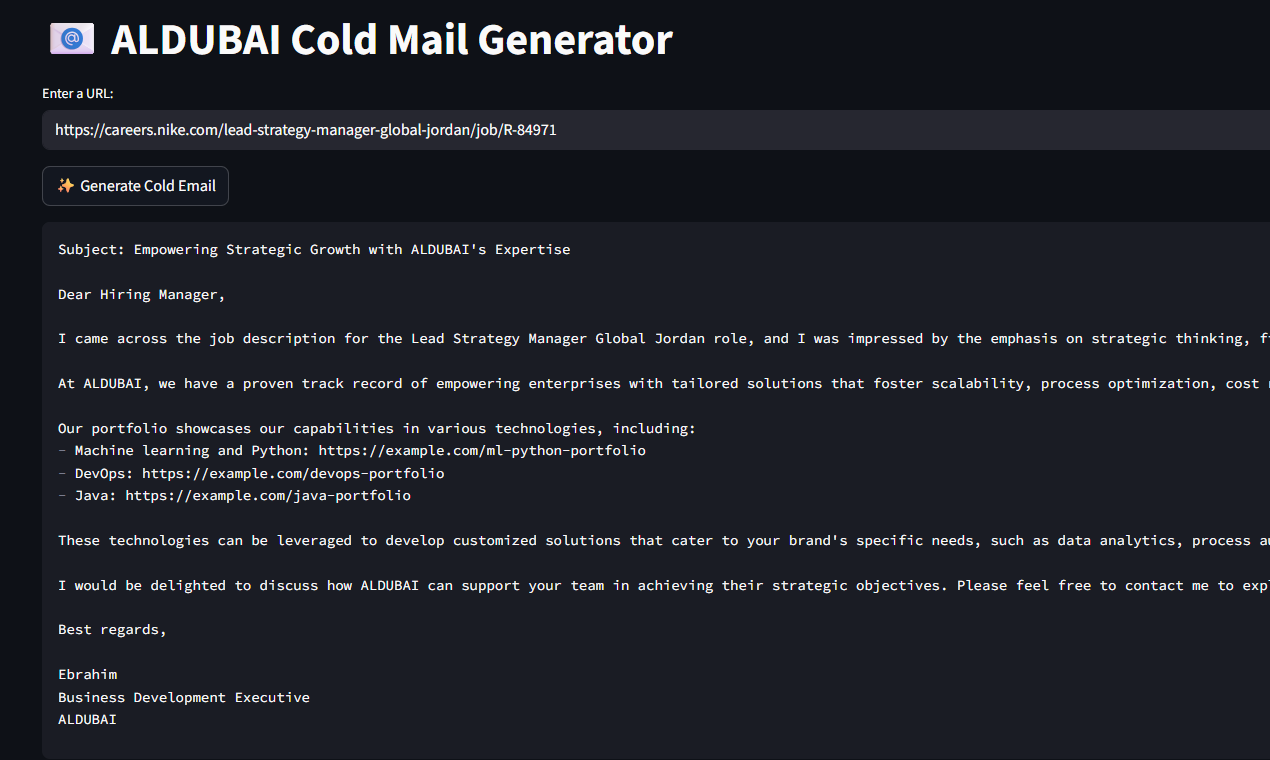 ALDUBAI Cold Mail Generator
Enter a URL:
https://careers.nike.com/lead-strategy-manager-global-jordan/job/R-84971
✨ Generate Cold Email
Subject: Empowering Strategic Growth with ALDUBAI's Expertise
Dear Hiring Manager,
I came across the job description for the Lead Strategy Manager Global Jordan role, and I was impressed by the emphasis on strategic thinking,
At ALDUBAI, we have a proven track record of empowering enterprises with tailored solutions that foster scalability, process optimization, cost
Our portfolio showcases our capabilities in various technologies, including:
- Machine learning and Python: https://example.com/ml-python-portfolio
- DevOps: https://example.com/devops-portfolio
- Java: https://example.com/java-portfolio
These technologies can be leveraged to develop customized solutions that cater to your brand's specific needs, such as data analytics, process
I would be delighted to discuss how ALDUBAI can support your team in achieving their strategic objectives. Please feel free to contact me to
Best regards,
Ebrahim
Business Development Executive
ALDUBAI